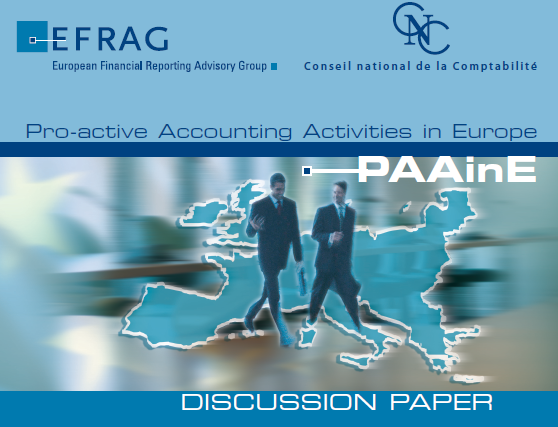 EFRAG
European Financial Reporting Advisory Group
CNC
Conseil national de la Comptabilité
Pro-active Accounting Activities in Europe
PAAinE
DISCUSSION PAPER